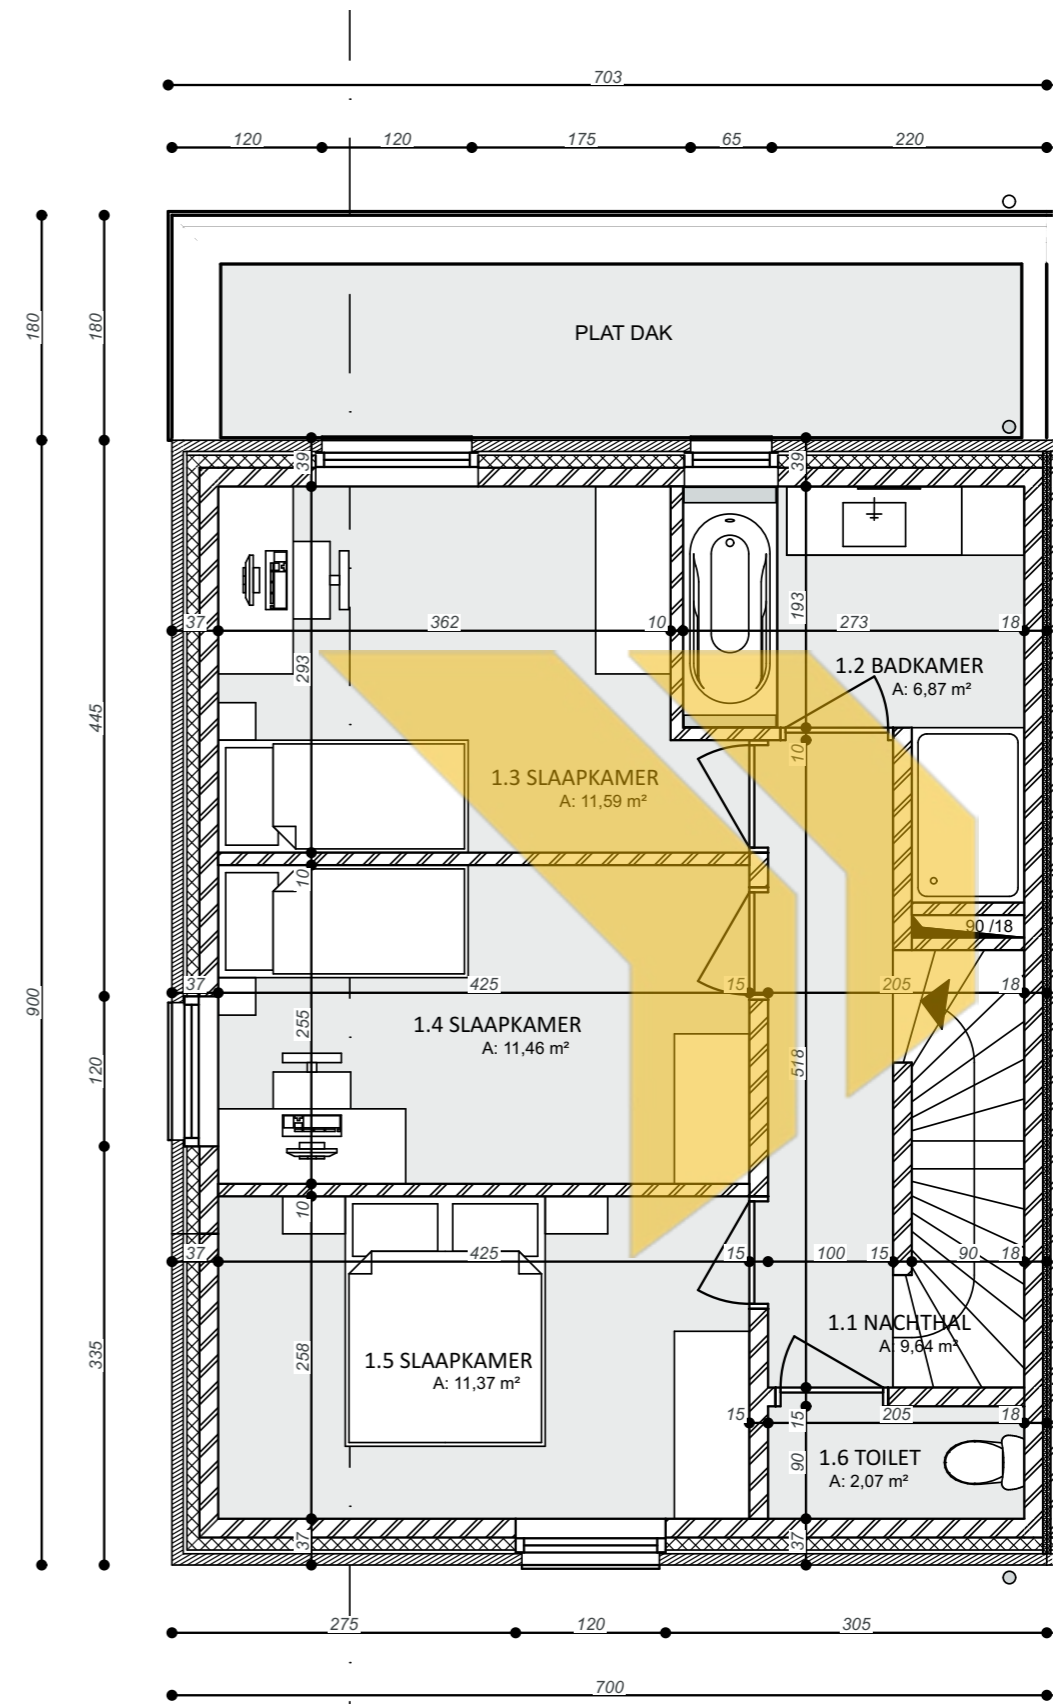 703
120 120 175 65 220
180 180
PLAT DAK
39 39
37 362 10 273 18
193
293
1.2 BADKAMER
A: 6,87 m²
445
10
1.3 SLAAPKAMER
A: 11,59 m²
10
90 /18
37 425 15 205 18
900
255
1.4 SLAAPKAMER
A: 11,46 m²
120
518
10
37 425 15 100 15 90 18
1.1 NACHTHAL
A: 9,64 m²
335
258
1.5 SLAAPKAMER
A: 11,37 m²
15 15 205 18
1.6 TOILET
A: 2,07 m²
90
37 37
275 120 305
700